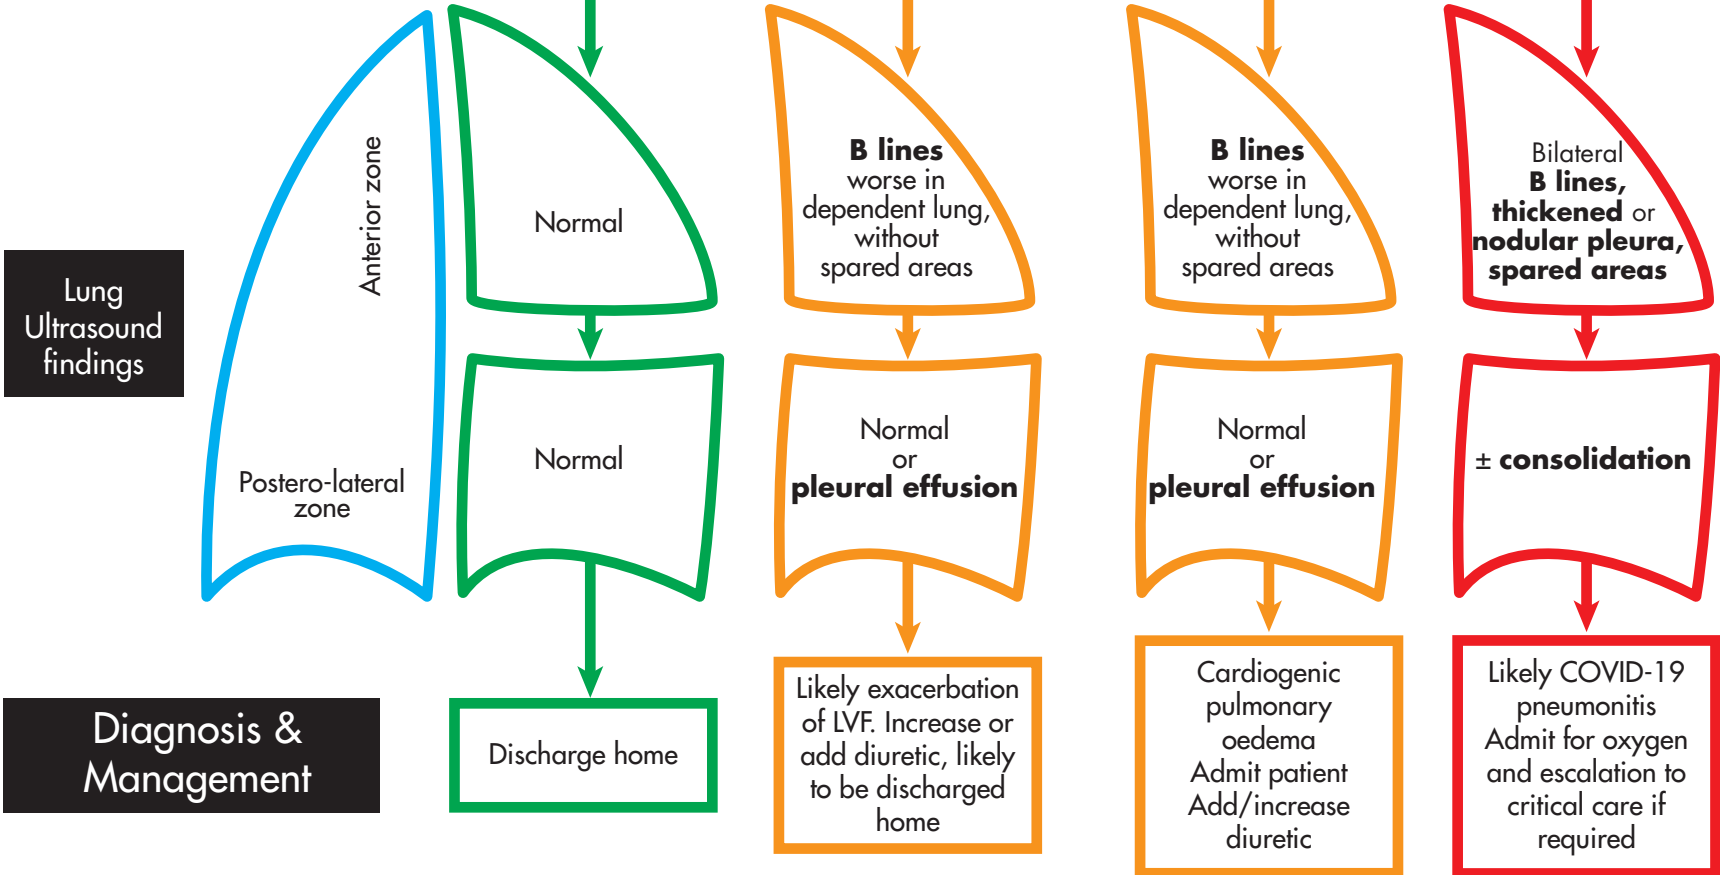 Lung
Ultrasound
findings
Anterior zone
Postero-lateral
zone
Normal
B lines
worse in
dependent lung,
without
spared areas
B lines
worse in
dependent lung,
without
spared areas
Bilateral
B lines,
thickened or
nodular pleura,
spared areas
Normal
Normal
or
pleural effusion
Normal
or
pleural effusion
± consolidation
Diagnosis &
Management
Discharge home
Likely exacerbation
of LVF. Increase or
add diuretic, likely
to be discharged
home
Cardiogenic
pulmonary
oedema
Admit patient
Add/increase
diuretic
Likely COVID-19
pneumonitis
Admit for oxygen
and escalation to
critical care if
required